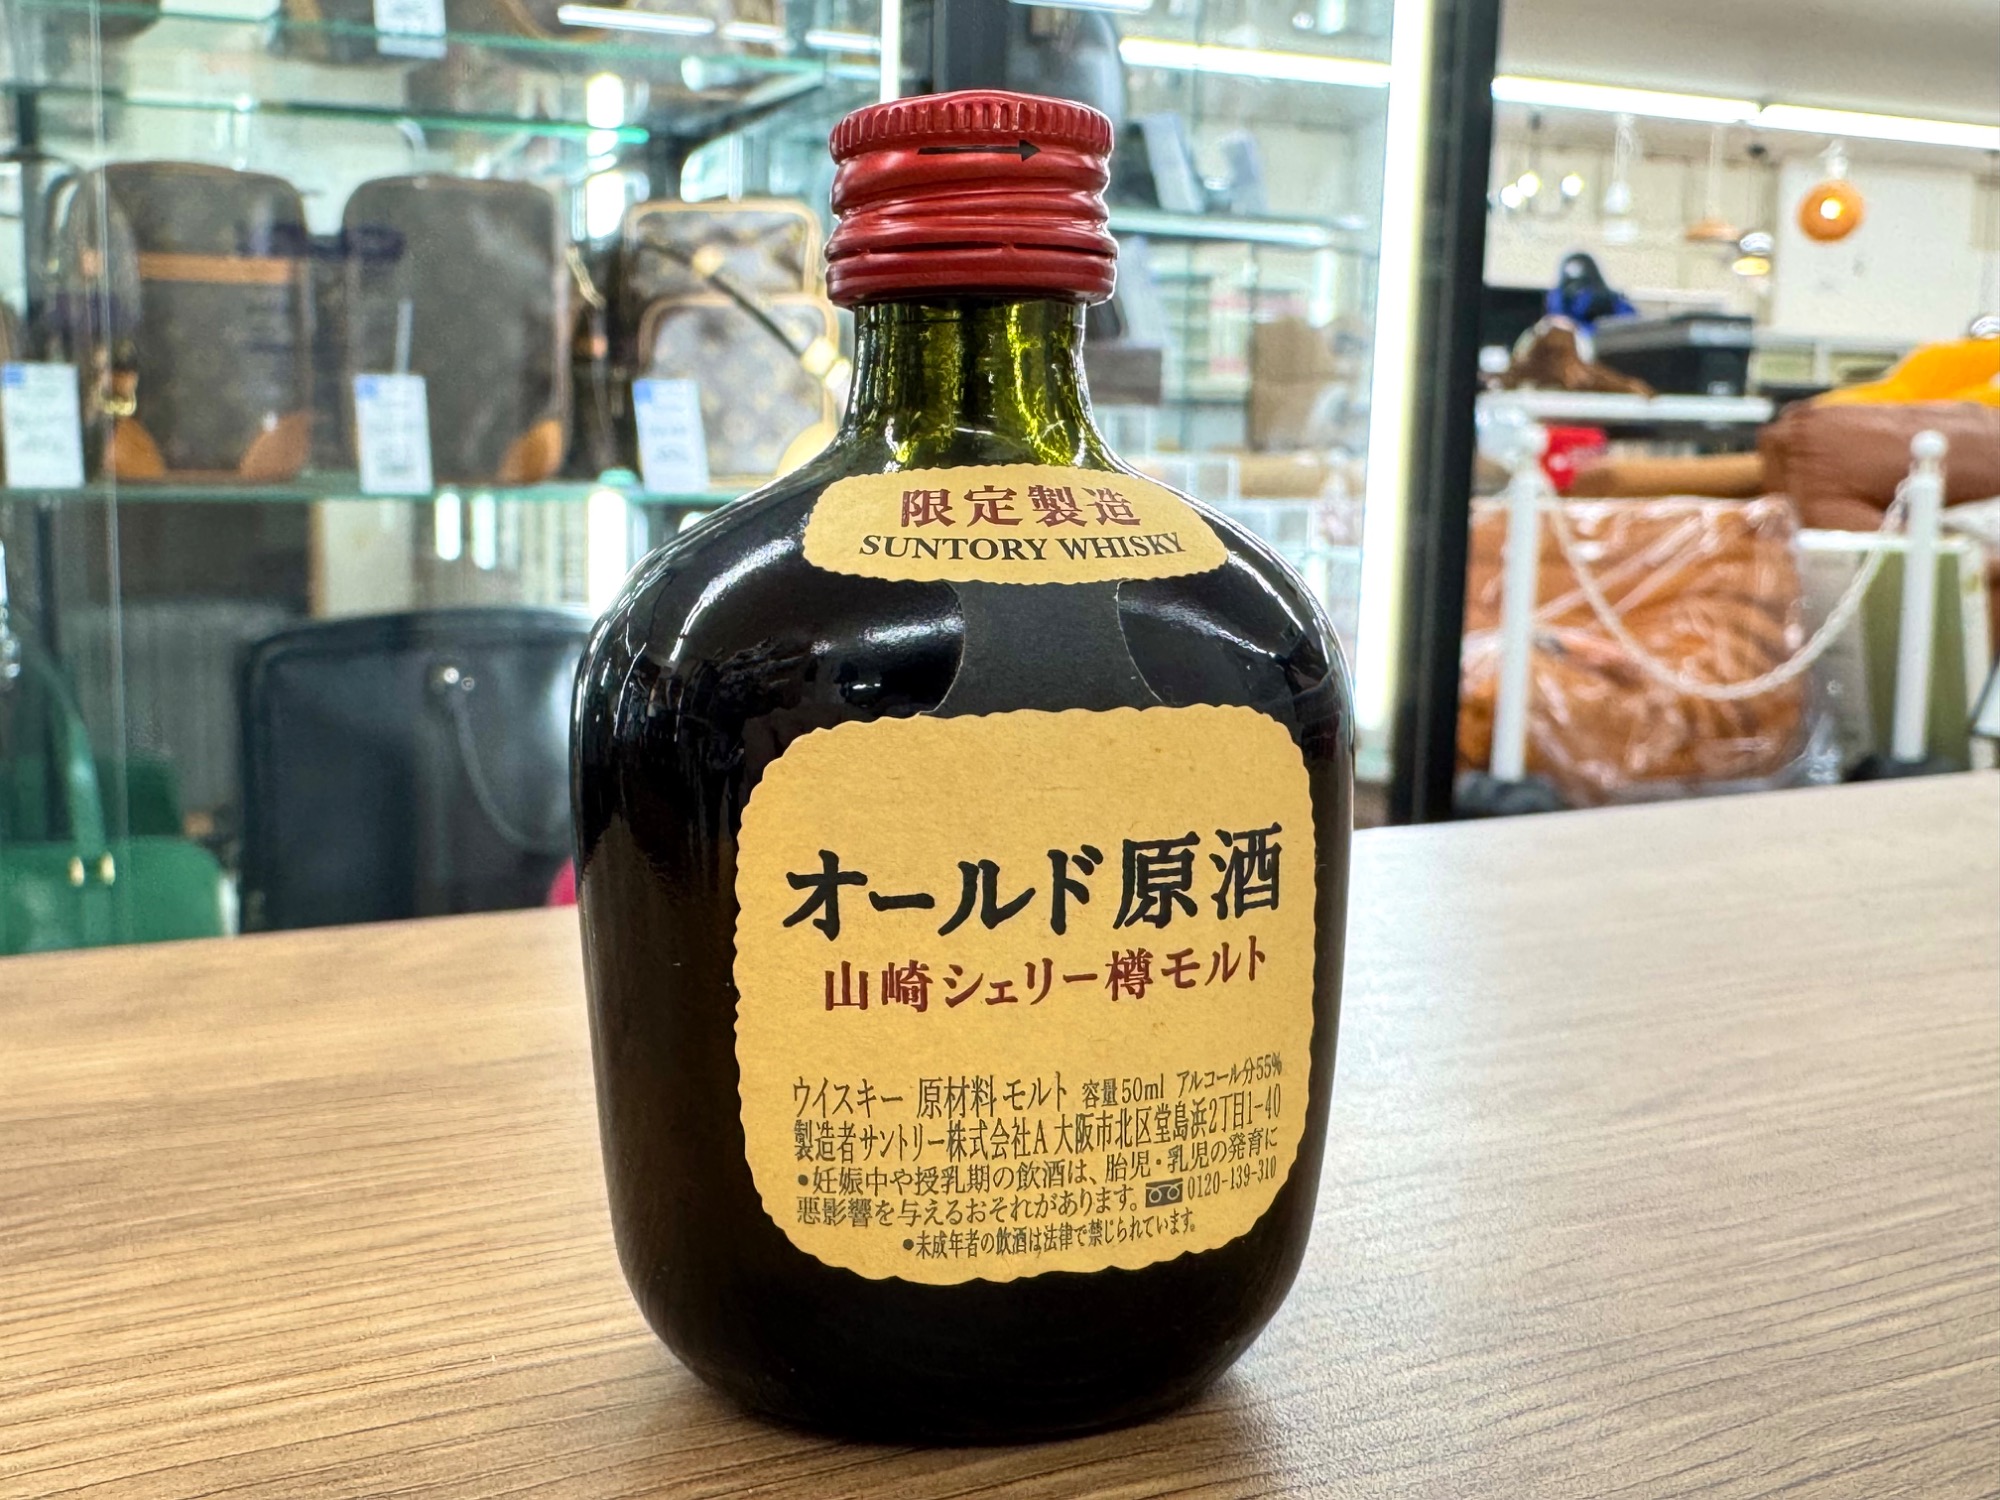 限定製造
SUNTORY WHISKY
オールド原酒
山崎シェリー樽モルト
ウイスキー 原材料 モルト 容量50ml アルコール分55%
製造者サントリー株式会社A 大阪市北区堂島浜2丁目1-40
•妊娠中や授乳期の飲酒は、胎児・乳児の発育に
悪影響を与えるおそれがあります。 0120-139-310
•未成年者の飲酒は法律で禁じられています。